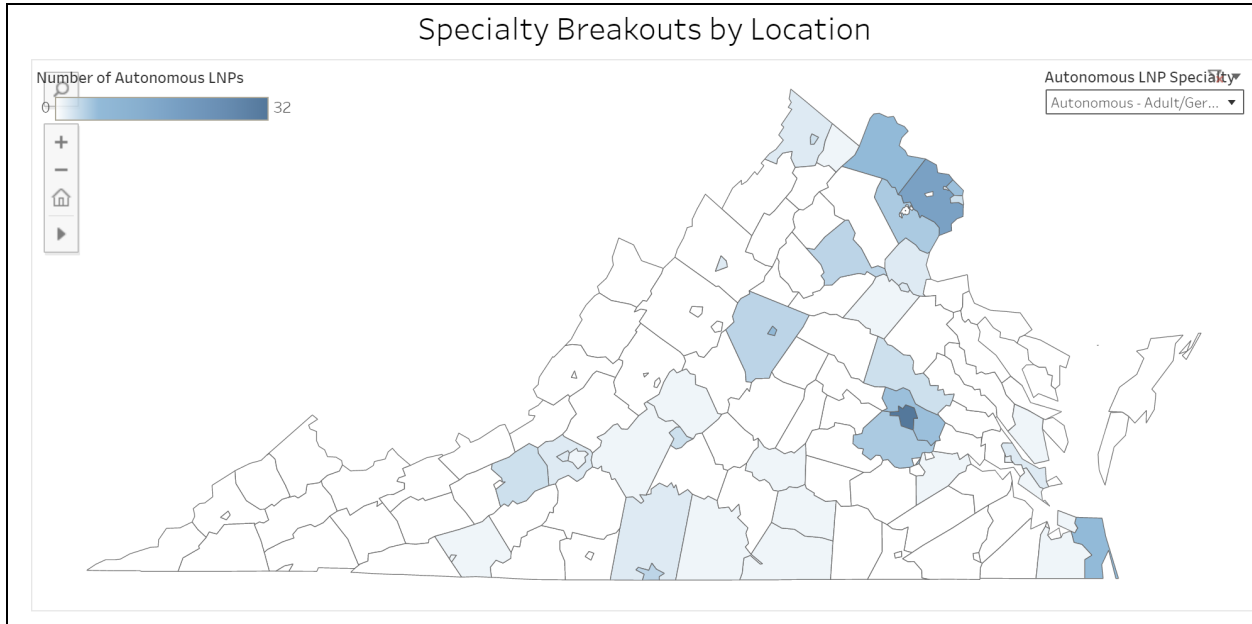 Specialty Breakouts by Location
Number of Autonomous LNPs
0 32
Autonomous LNP Specialty
Autonomous - Adult/Ger...